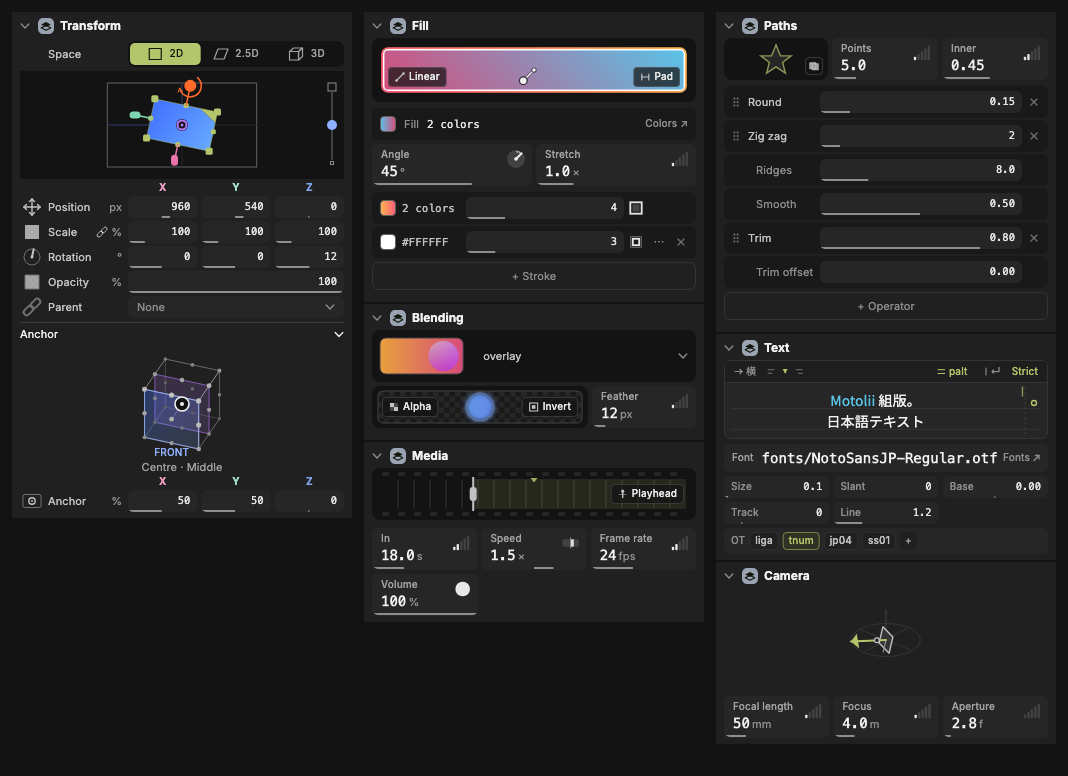 Transform
Space 2D 2.5D 3D
X Y Z
Position px 960 540 0
Scale % 100 100 100
Rotation ° 0 0 12
Opacity % 100
Parent None
Anchor
FRONT
Centre · Middle
X Y Z
Anchor % 50 50 0
Fill
Linear Pad
Fill 2 colors Colors ↗
Angle Stretch
45° 1.0×
2 colors 4
#FFFFFF 3 ··· ×
+ Stroke
Blending
overlay
Alpha Invert
Feather
12 px
Media
Playhead
In Speed Frame rate
18.0 s 1.5 × 24 fps
Volume
100 %
Paths
Points Inner
5.0 0.45
Round 0.15 ×
Zig zag 2 ×
Ridges 8.0
Smooth 0.50
Trim 0.80 ×
Trim offset 0.00
+ Operator
Text
→ 横 palt Strict
Motolii 組版。
日本語テキスト
Font fonts/NotoSansJP-Regular.otf Fonts ↗
Size 0.1 Slant 0 Base 0.00
Track 0 Line 1.2
OT liga tnum jp04 ss01 +
Camera
Focal length Focus Aperture
50 mm 4.0 m 2.8 f